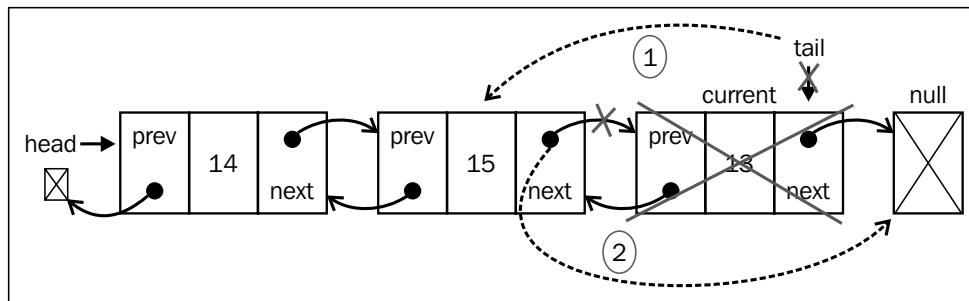 1
tail
current
null
head
prev
14
next
prev
15
next
prev
13
next
2